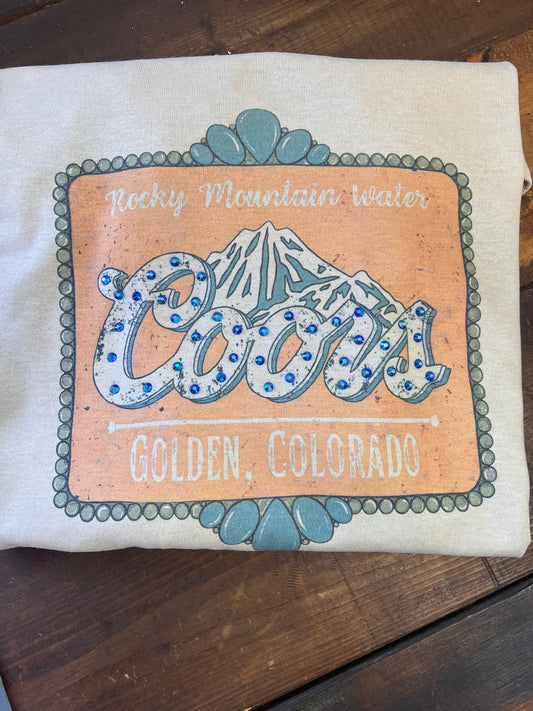 Rocky Mountain Water
Coors
GOLDEN, COLORADO